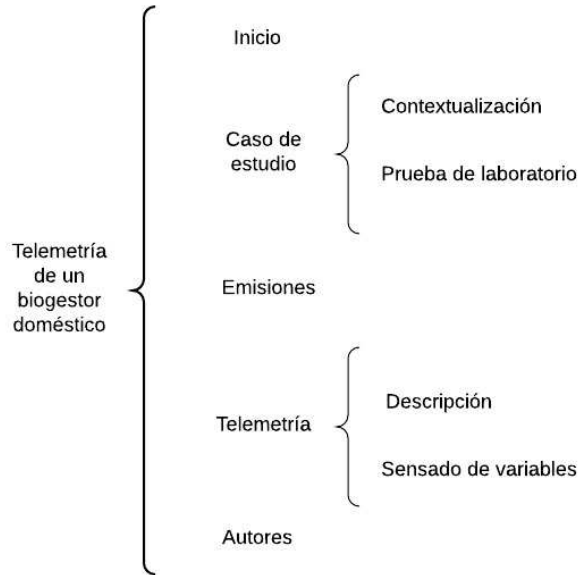 Telemetría
de un
biogestor
doméstico
Inicio
Caso de
estudio
Contextualización
Prueba de laboratorio
Emisiones
Telemetría
Descripción
Sensado de variables
Autores